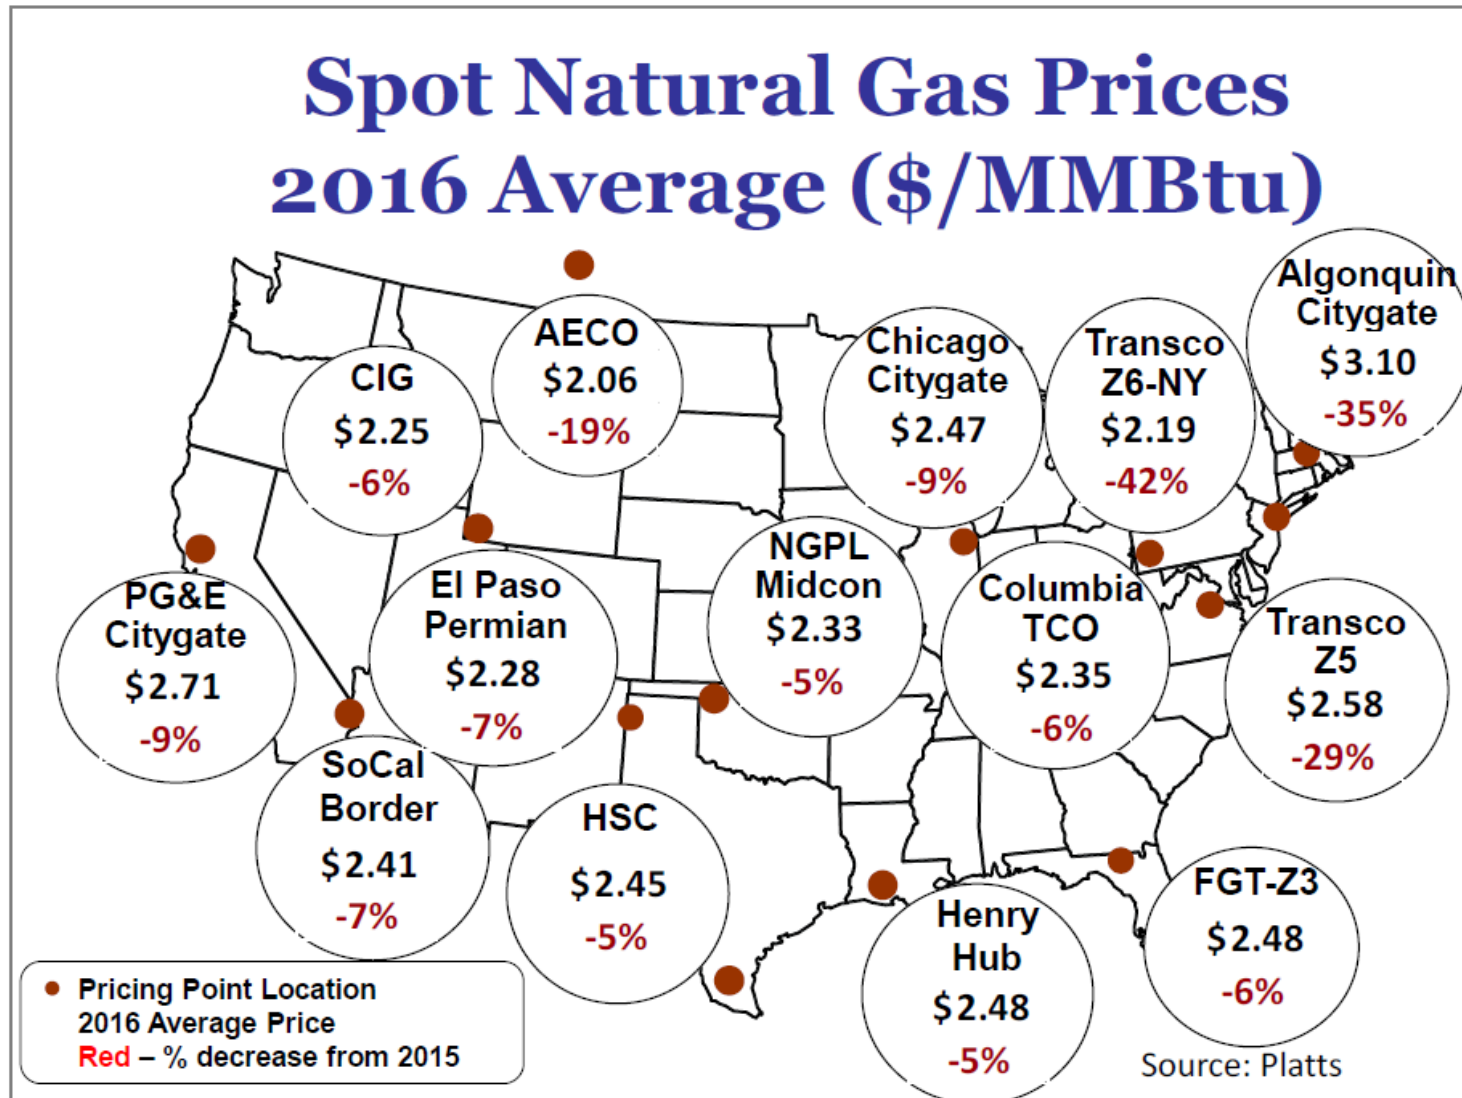 Spot Natural Gas Prices
2016 Average ($/MMBtu)
AECO
$2.06
-19%
CIG
$2.25
-6%
Chicago
Citygate
$2.47
-9%
Transco
Z6-NY
$2.19
-42%
Algonquin
Citygate
$3.10
-35%
PG&E
Citygate
$2.71
-9%
El Paso
Permian
$2.28
-7%
NGPL
Midcon
$2.33
-5%
Columbia
TCO
$2.35
-6%
Transco
Z5
$2.58
-29%
SoCal
Border
$2.41
-7%
HSC
$2.45
-5%
Henry
Hub
$2.48
-5%
FGT-Z3
$2.48
-6%
Pricing Point Location
2016 Average Price
Red – % decrease from 2015
Source: Platts